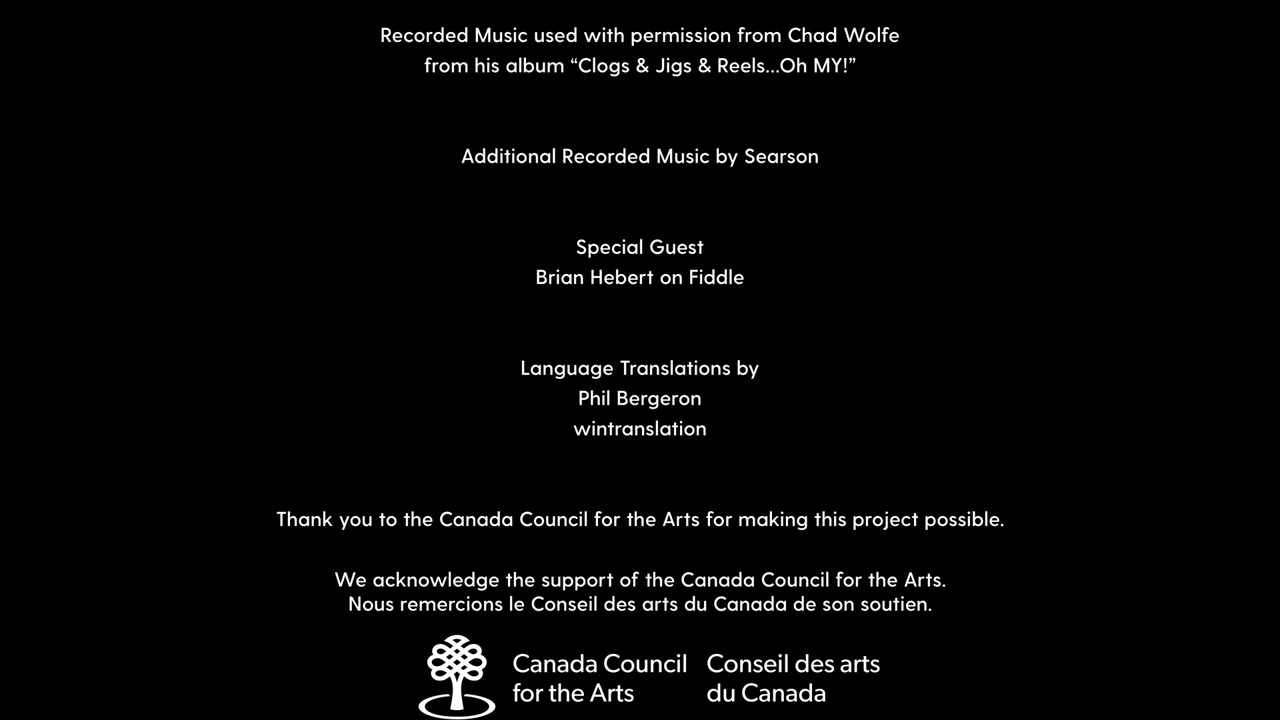 Recorded Music used with permission from Chad Wolfe
from his album “Clogs & Jigs & Reels...Oh MY!”
Additional Recorded Music by Searson
Special Guest
Brian Hebert on Fiddle
Language Translations by
Phil Bergeron
wintranslation
Thank you to the Canada Council for the Arts for making this project possible.
We acknowledge the support of the Canada Council for the Arts.
Nous remercions le Conseil des arts du Canada de son soutien.
Canada Council
for the Arts
Conseil des arts
du Canada